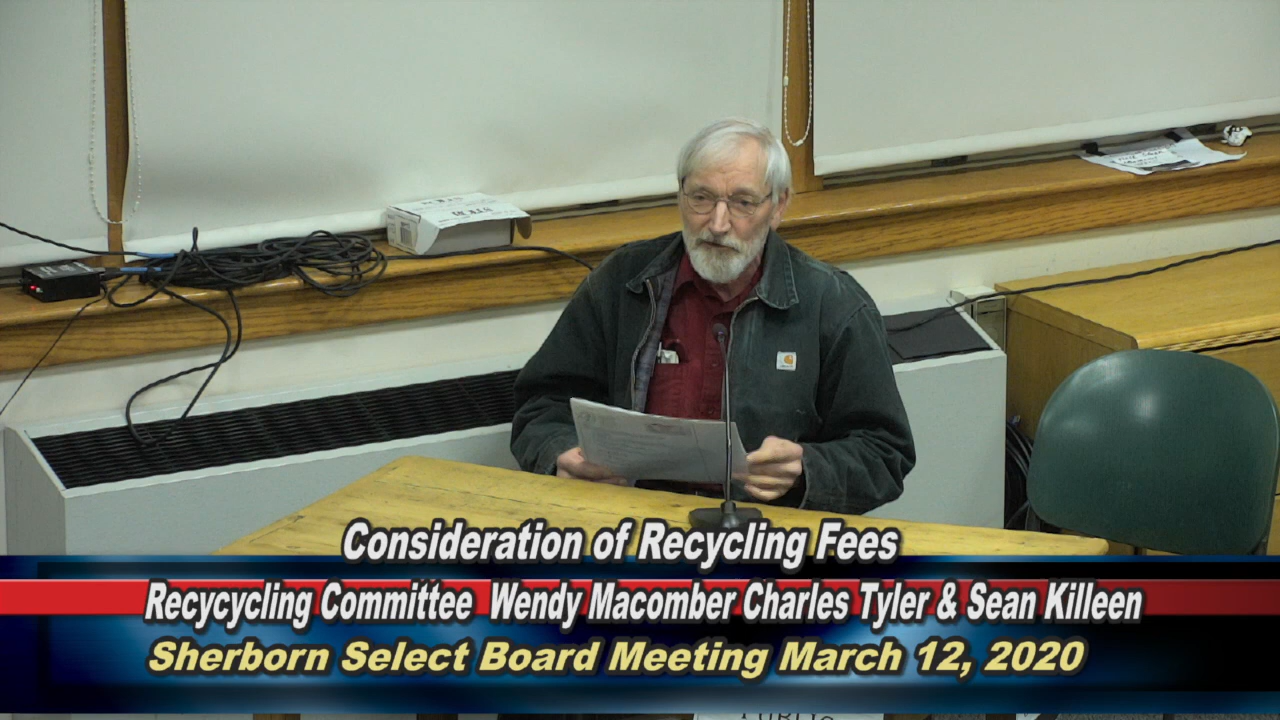 Consideration of Recycling Fees
Recycycling Committee Wendy Macomber Charles Tyler & Sean Killeen
Sherborn Select Board Meeting March 12, 2020
PUBLIC